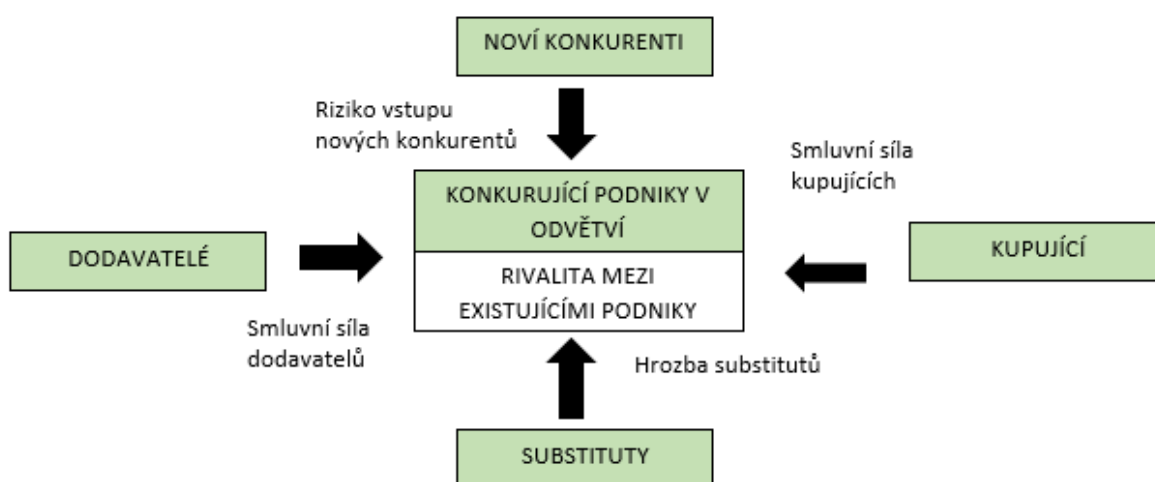 NOVÍ KONKURENTI
Riziko vstupu
nových konkurentů
Smluvní síla
kupujících
KONKURUJÍCÍ PODNIKY V
ODVĚTVÍ
DODAVATELÉ
KUPUJÍCÍ
RIVALITA MEZI
EXISTUJÍCÍMI PODNIKY
Smluvní síla
dodavatelů
Hrozba substitutů
SUBSTITUTY